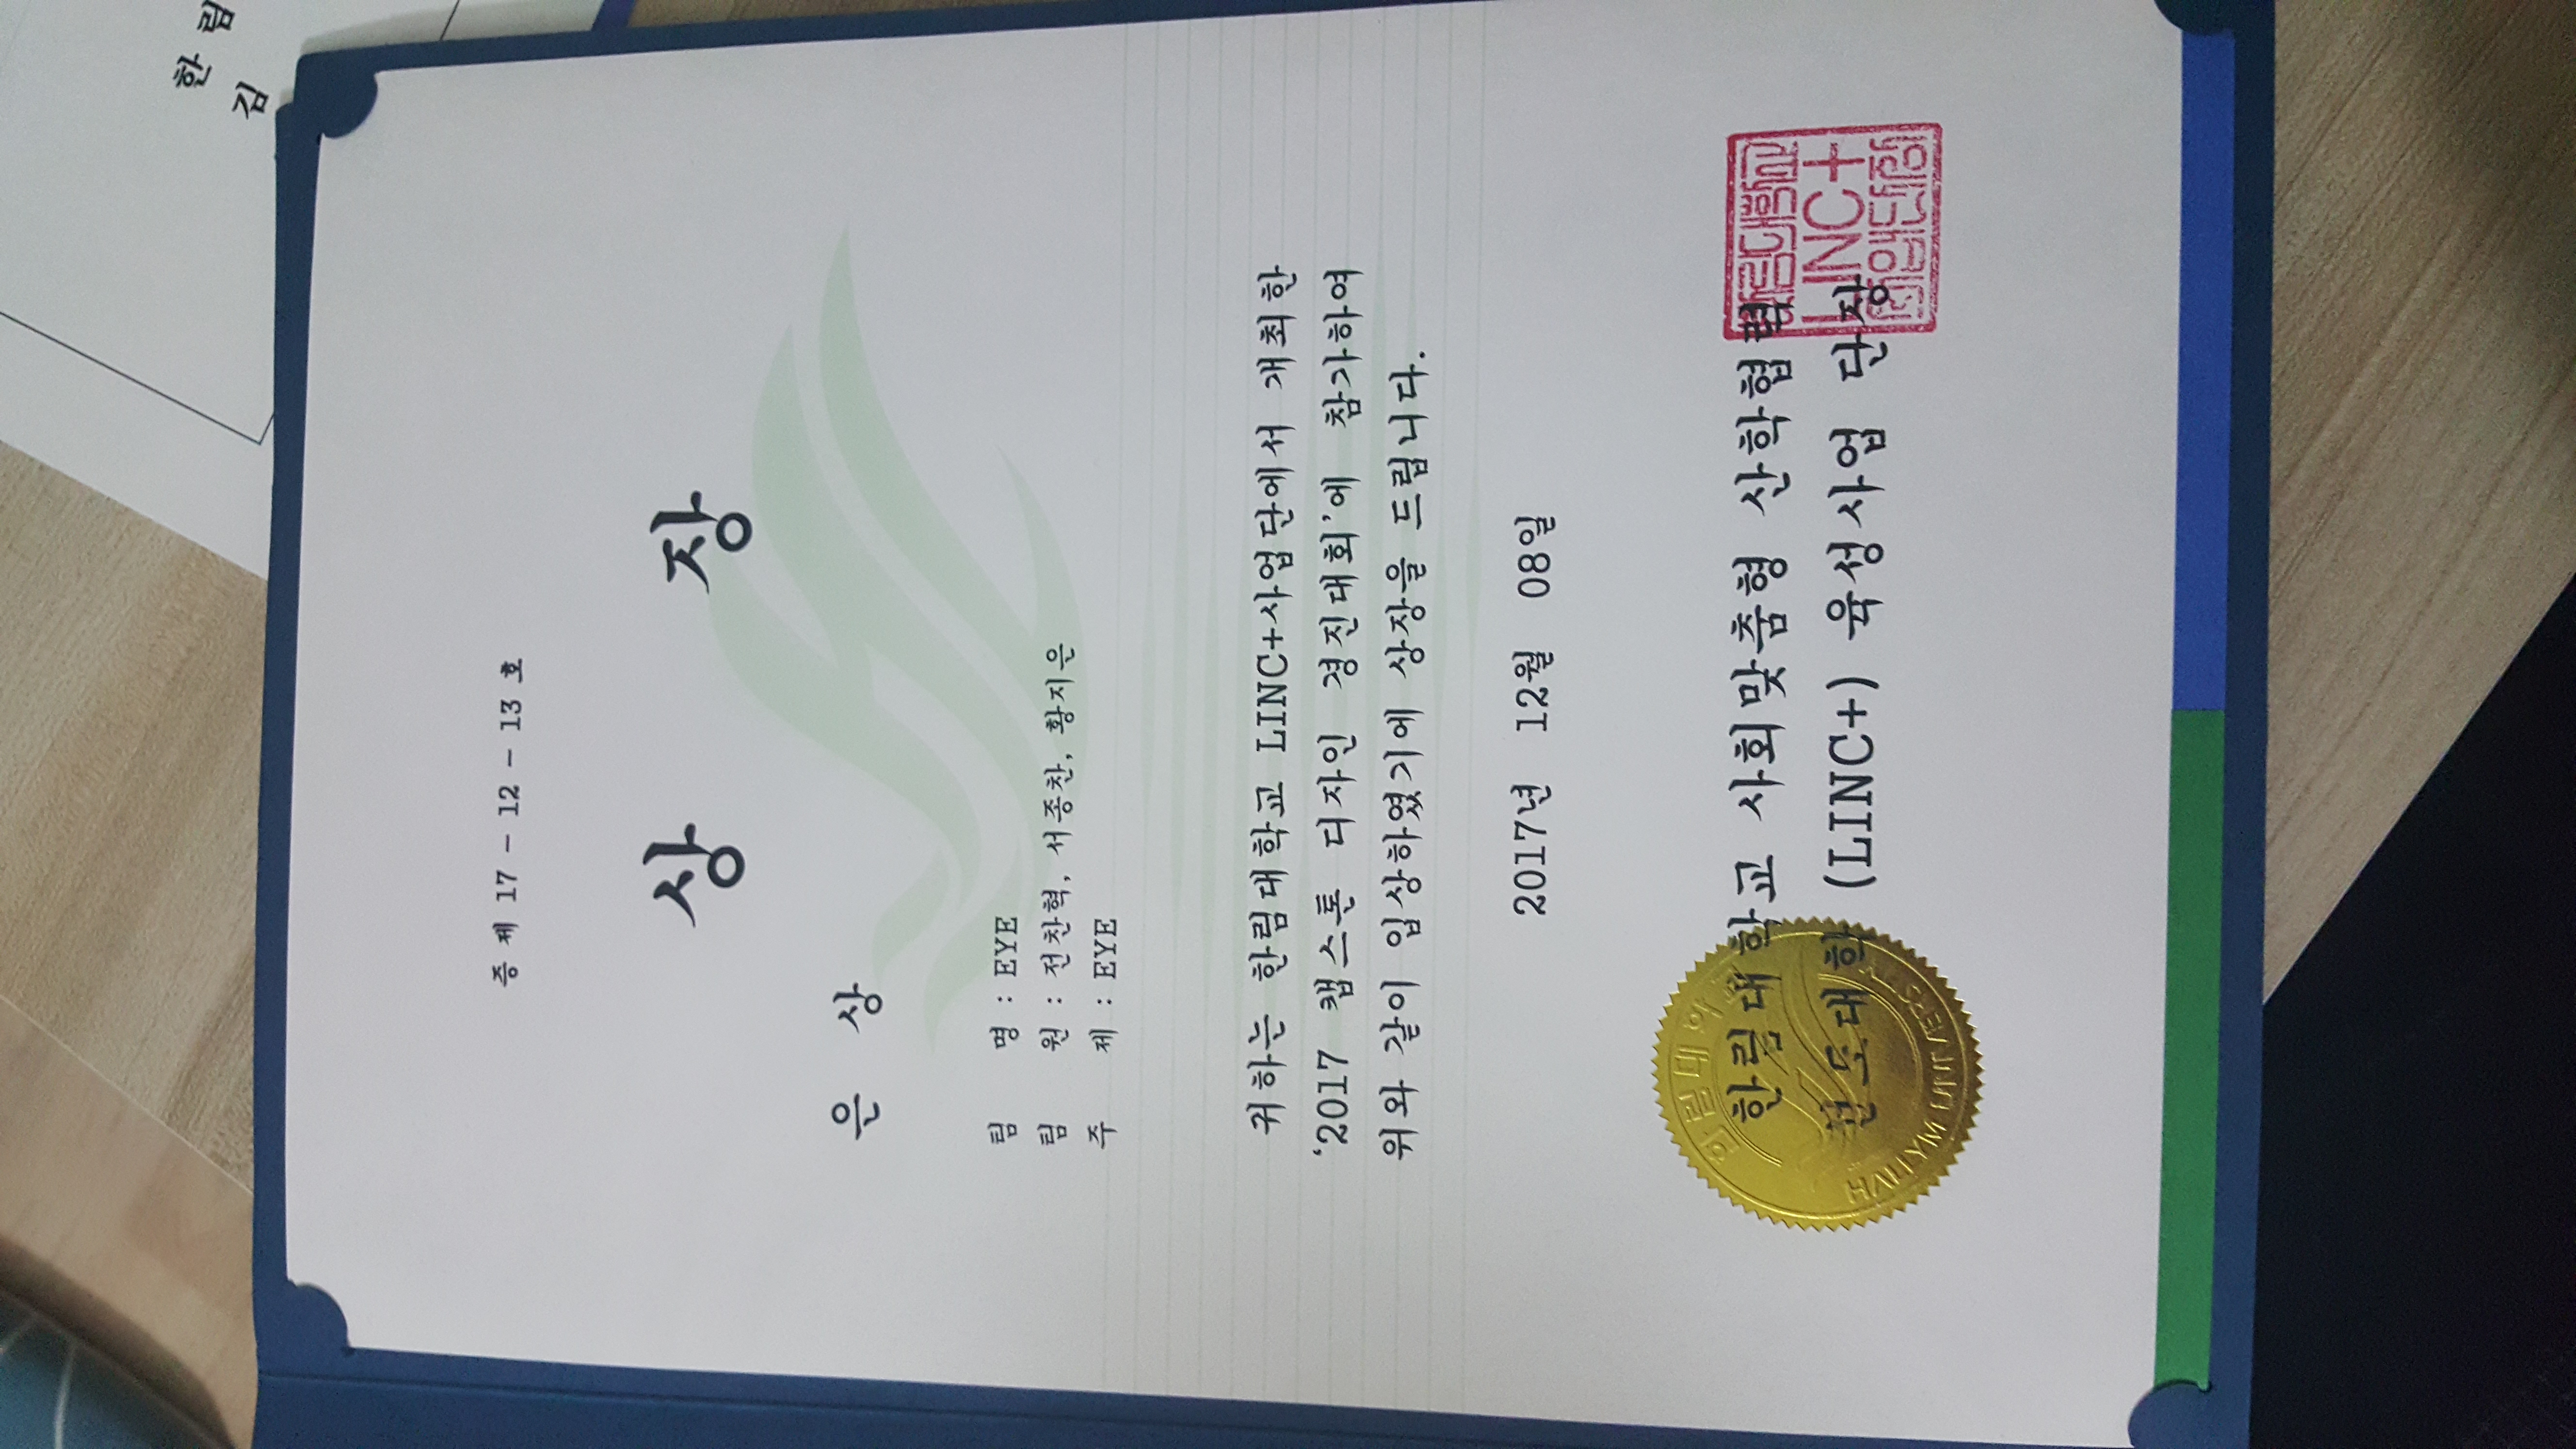 한림
김
증 제 17 - 12 - 13 호
상 장
은 상
팀 명 : EYE
팀 원 : 전찬혁, 서종찬, 황지은
주 제 : EYE
귀하는 한림대학교 LINC+사업단에서 개최한
‘2017 캡스톤 디자인 경진대회’에 참가하여
위와 같이 입상하였기에 상장을 드립니다.
2017년 12월 08일
한림대학교 사회맞춤형 산학협력
선도대학 (LINC+) 육성사업 단장
한림대학교
HALLYM UNIVERSITY
한림대학교
LINC+
사업단장